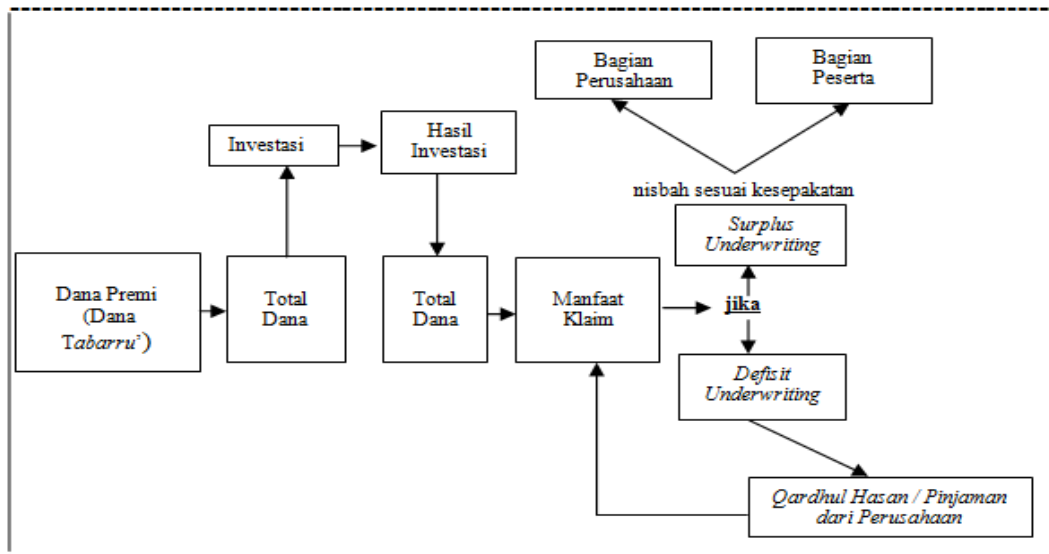 Bagian
Perusahaan
Bagian
Peserta
Investasi
Hasil
Investasi
nisbah sesuai kesepakatan
Surplus
Underwriting
Dana Premi
(Dana
Tabarru’)
Total
Dana
Total
Dana
Manfaat
Klaim
jika
Defisit
Underwriting
Qardhul Hasan / Pinjaman
dari Perusahaan